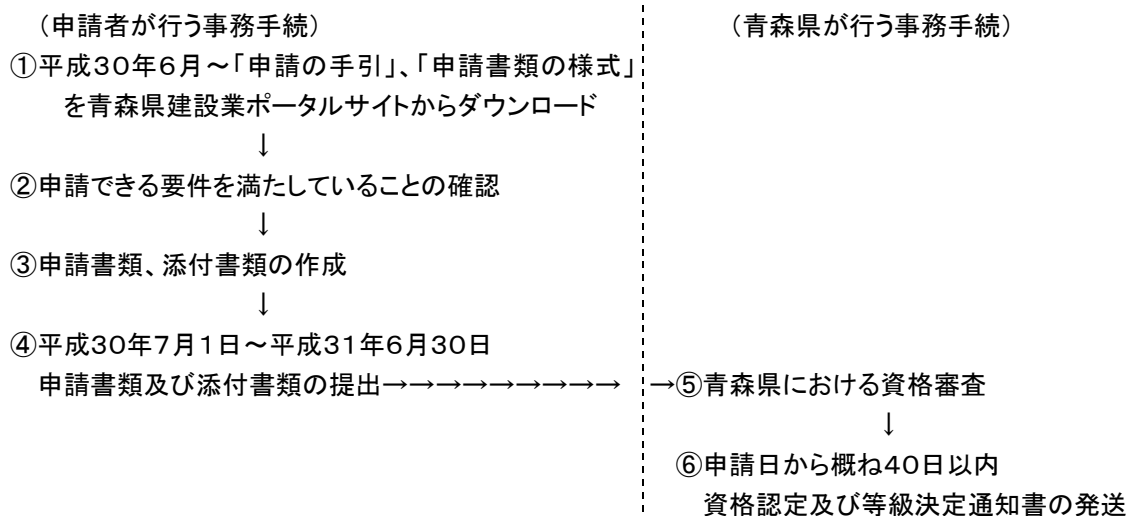 （申請者が行う事務手続）
（青森県が行う事務手続）
①平成３０年６月～「申請の手引」、「申請書類の様式」
を青森県建設業ポータルサイトからダウンロード
↓
②申請できる要件を満たしていることの確認
↓
③申請書類、添付書類の作成
↓
④平成３０年７月１日～平成３１年６月３０日
申請書類及び添付書類の提出→→→→→→→→→ →⑤青森県における資格審査
↓
⑥申請日から概ね４０日以内
資格認定及び等級決定通知書の発送